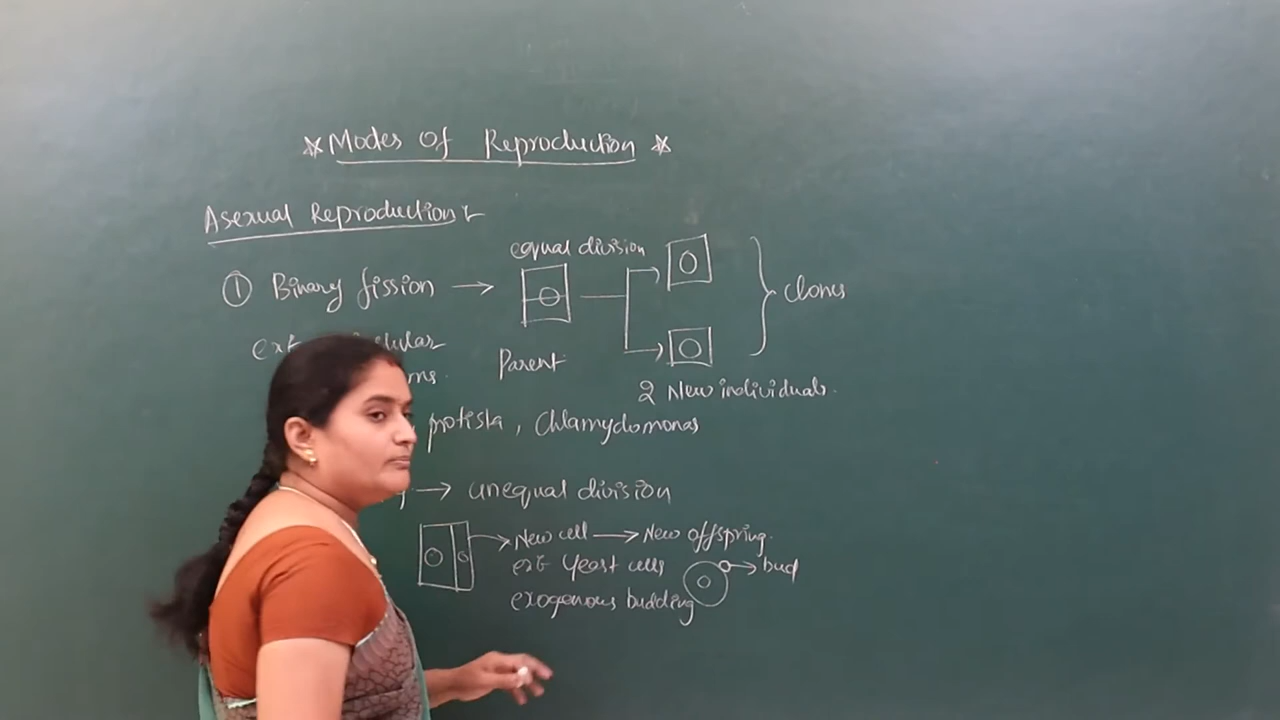 Modes of Reproduction
Asexual Reproduction
equal division
① Binary fission → clones
Parent
2 New individuals.
protista, Chlamydomonas
→ unequal division
New cell → New offspring.
Yeast cells → bud
exogenous budding